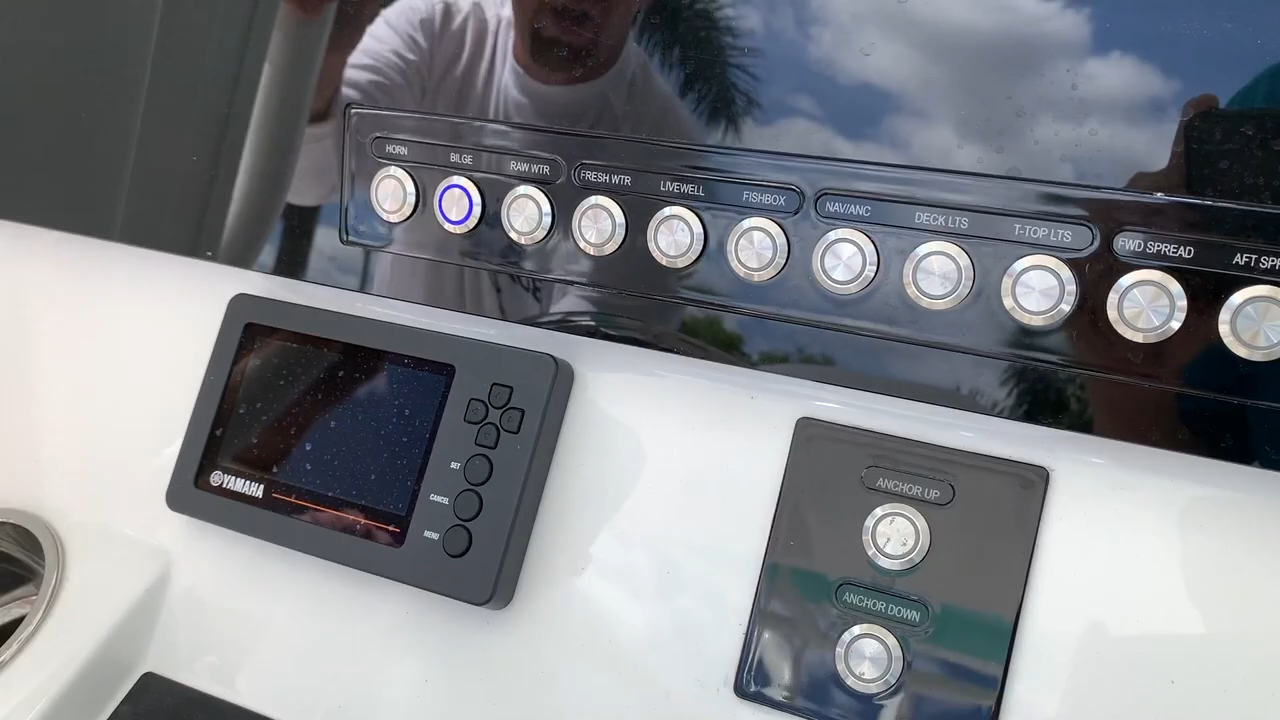 HORN
BILGE
RAW WTR
FRESH WTR
LIVEWELL
FISHBOX
NAV/ANC
DECK LTS
T-TOP LTS
FWD SPREAD
AFT
SET
CANCEL
MENU
YAMAHA
ANCHOR UP
ANCHOR DOWN